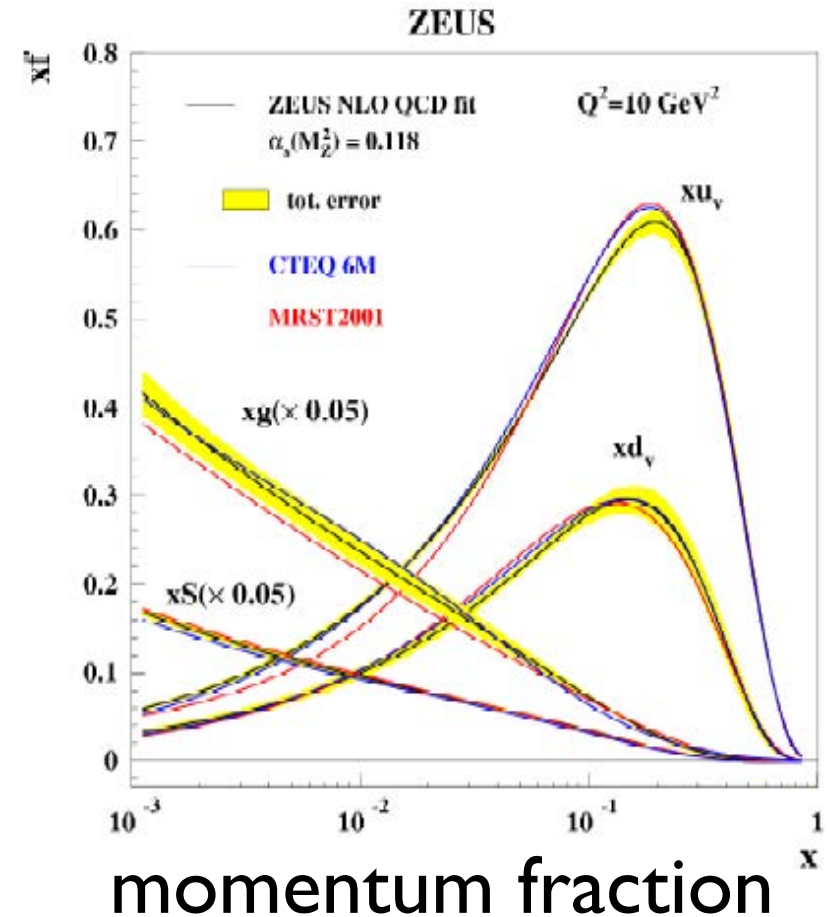 ZEUS
xf
0.8
0.7
0.6
0.5
0.4
0.3
0.2
0.1
0
ZEUS NLO QCD fit
αs(M²Z) = 0.118
tot. error
CTEQ 6M
MRST2001
Q²=10 GeV²
xuv
xdv
xg(× 0.05)
xS(× 0.05)
10⁻³ 10⁻² 10⁻¹ 1
x
momentum fraction